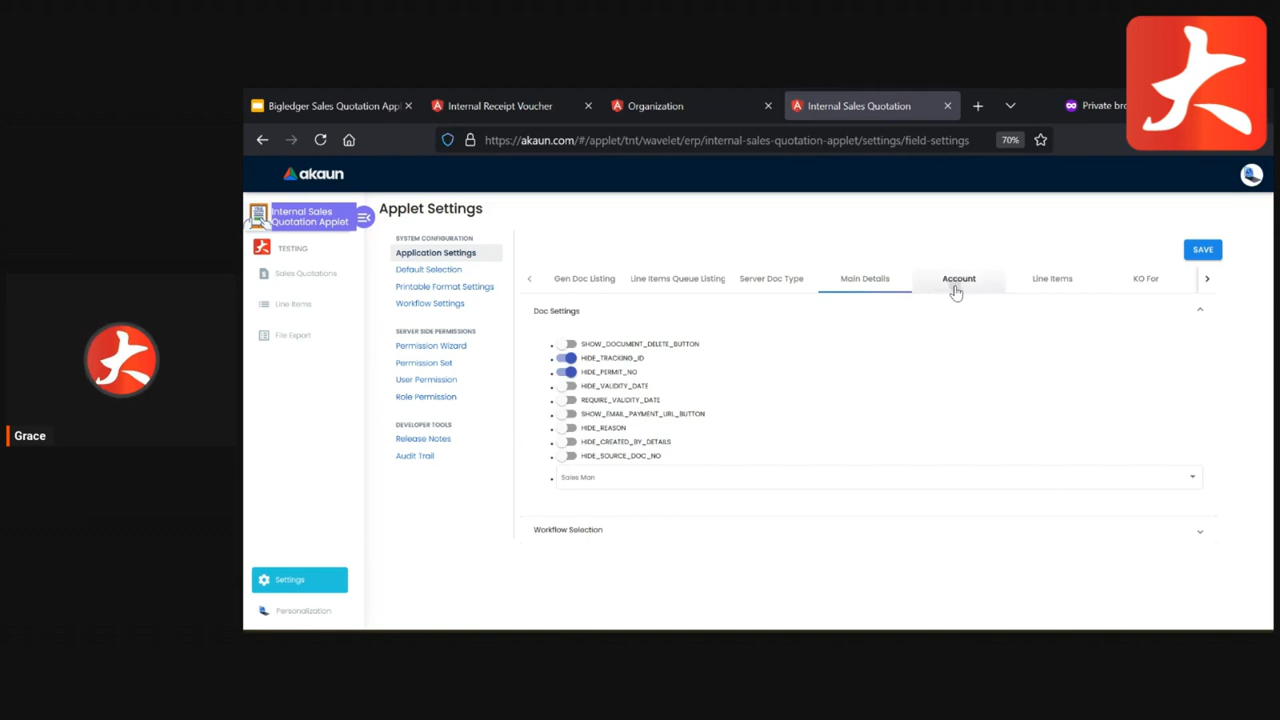 大
Bigledger Sales Quotation Appl
Internal Receipt Voucher
Organization
Internal Sales Quotation
Private bro
https://akaun.com/#/applet/tnt/wavelet/erp/internal-sales-quotation-applet/settings/field-settings
70%
akaun
Internal Sales
Quotation Applet
Applet Settings
TESTING
Sales Quotations
Line Items
File Export
Settings
Personalization
SYSTEM CONFIGURATION
Application Settings
Default Selection
Printable Format Settings
Workflow Settings
SERVER SIDE PERMISSIONS
Permission Wizard
Permission Set
User Permission
Role Permission
DEVELOPER TOOLS
Release Notes
Audit Trail
SAVE
Gen Doc Listing
Line Items Queue Listing
Server Doc Type
Main Details
Account
Line Items
KO For
Doc Settings
SHOW_DOCUMENT_DELETE_BUTTON
HIDE_TRACKING_ID
HIDE_PERMIT_NO
HIDE_VALIDITY_DATE
REQUIRE_VALIDITY_DATE
SHOW_EMAIL_PAYMENT_URL_BUTTON
HIDE_REASON
HIDE_CREATED_BY_DETAILS
HIDE_SOURCE_DOC_NO
Sales Man
Workflow Selection
大
Grace